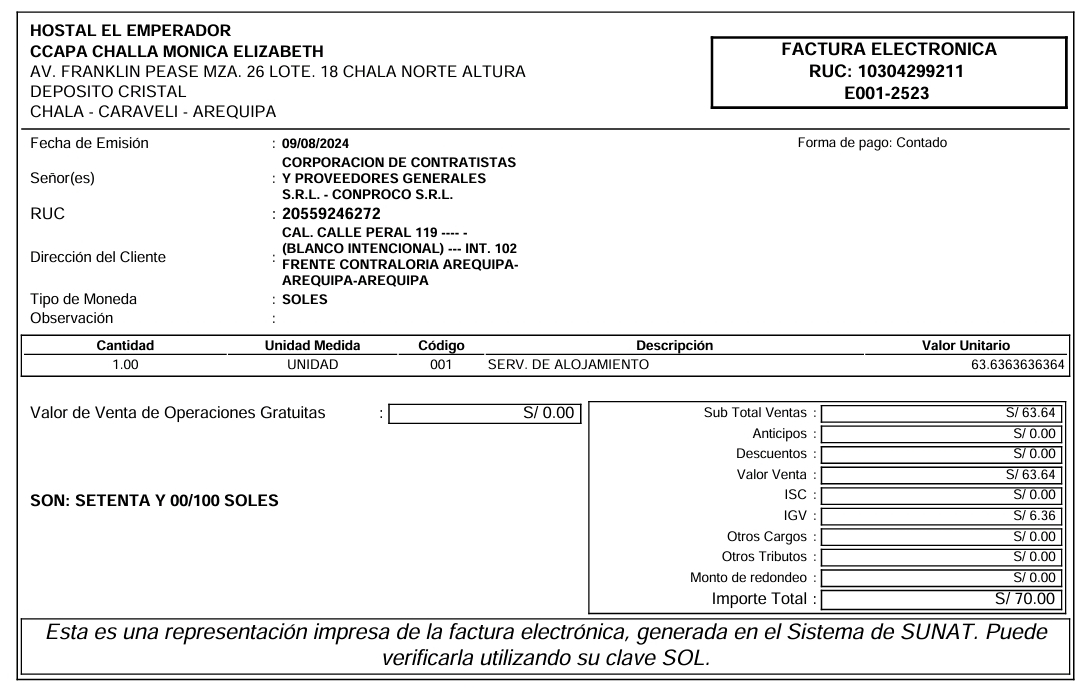 HOSTAL EL EMPERADOR
CCAPA CHALLA MONICA ELIZABETH
AV. FRANKLIN PEASE MZA. 26 LOTE. 18 CHALA NORTE ALTURA
DEPOSITO CRISTAL
CHALA - CARAVELI - AREQUIPA
FACTURA ELECTRONICA
RUC: 10304299211
E001-2523
Fecha de Emisión : 09/08/2024
Forma de pago: Contado
CORPORACION DE CONTRATISTAS
Señor(es) : Y PROVEEDORES GENERALES
S.R.L. - CONPROCO S.R.L.
RUC : 20559246272
CAL. CALLE PERAL 119 ---- -
(BLANCO INTENCIONAL) --- INT. 102
Dirección del Cliente : FRENTE CONTRALORIA AREQUIPA-
AREQUIPA-AREQUIPA
Tipo de Moneda : SOLES
Observación :
Cantidad Unidad Medida Código Descripción Valor Unitario
1.00 UNIDAD 001 SERV. DE ALOJAMIENTO 63.6363636364
Valor de Venta de Operaciones Gratuitas : S/ 0.00
SON: SETENTA Y 00/100 SOLES
Sub Total Ventas : S/ 63.64
Anticipos : S/ 0.00
Descuentos : S/ 0.00
Valor Venta : S/ 63.64
ISC : S/ 0.00
IGV : S/ 6.36
Otros Cargos : S/ 0.00
Otros Tributos : S/ 0.00
Monto de redondeo : S/ 0.00
Importe Total : S/ 70.00
Esta es una representación impresa de la factura electrónica, generada en el Sistema de SUNAT. Puede
verificarla utilizando su clave SOL.